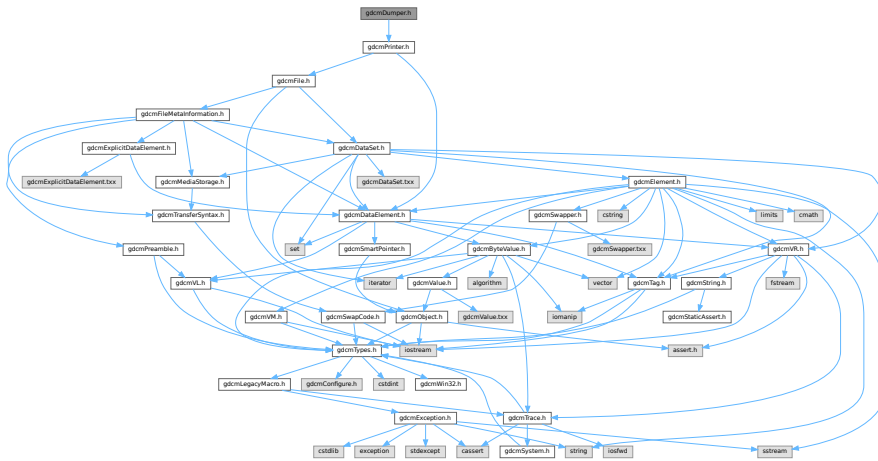 gdcmDumper.h
gdcmPrinter.h
gdcmFile.h
gdcmFileMetaInformation.h
gdcmExplicitDataElement.h
gdcmDataSet.h
gdcmExplicitDataElement.txx
gdcmMediaStorage.h
gdcmDataSet.txx
gdcmElement.h
gdcmTransferSyntax.h
gdcmDataElement.h
gdcmSwapper.h
cstring
limits
cmath
gdcmPreamble.h
set
gdcmSmartPointer.h
gdcmByteValue.h
gdcmSwapper.txx
gdcmVR.h
gdcmVL.h
iterator
gdcmValue.h
algorithm
vector
gdcmTag.h
gdcmString.h
fstream
gdcmVM.h
gdcmSwapCode.h
gdcmObject.h
gdcmValue.txx
iomanip
gdcmStaticAssert.h
gdcmTypes.h
iostream
assert.h
gdcmLegacyMacro.h
gdcmConfigure.h
cstdint
gdcmWin32.h
gdcmException.h
gdcmTrace.h
cstdlib
exception
stdexcept
cassert
gdcmSystem.h
string
iosfwd
sstream